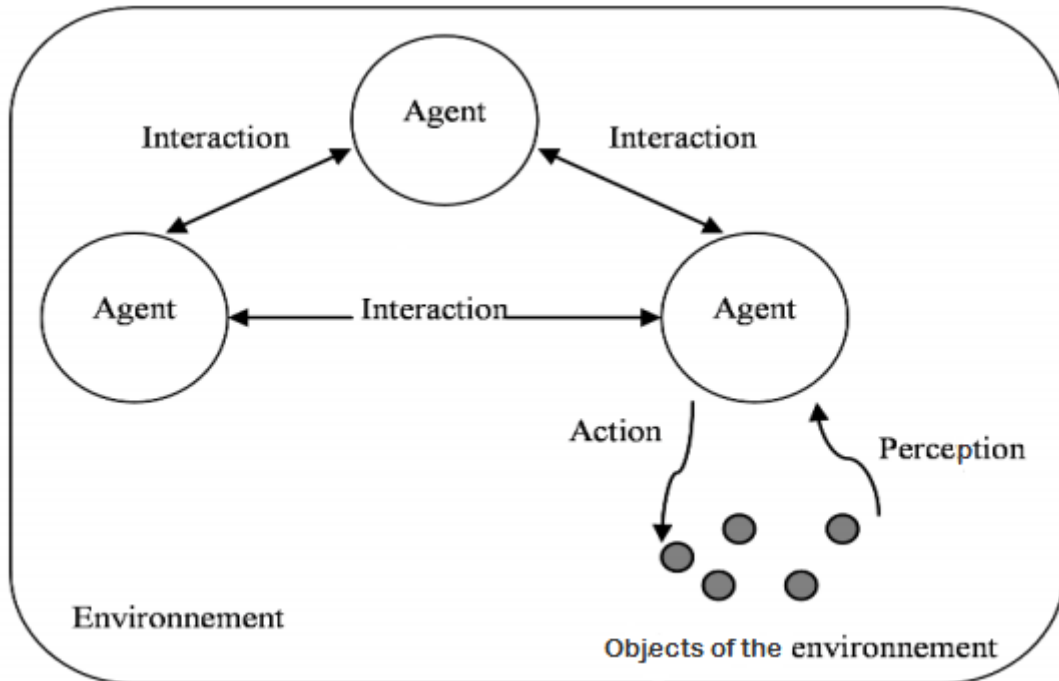 Agent
Interaction
Interaction
Agent
Interaction
Agent
Action
Perception
Environnement
Objects of the environnement